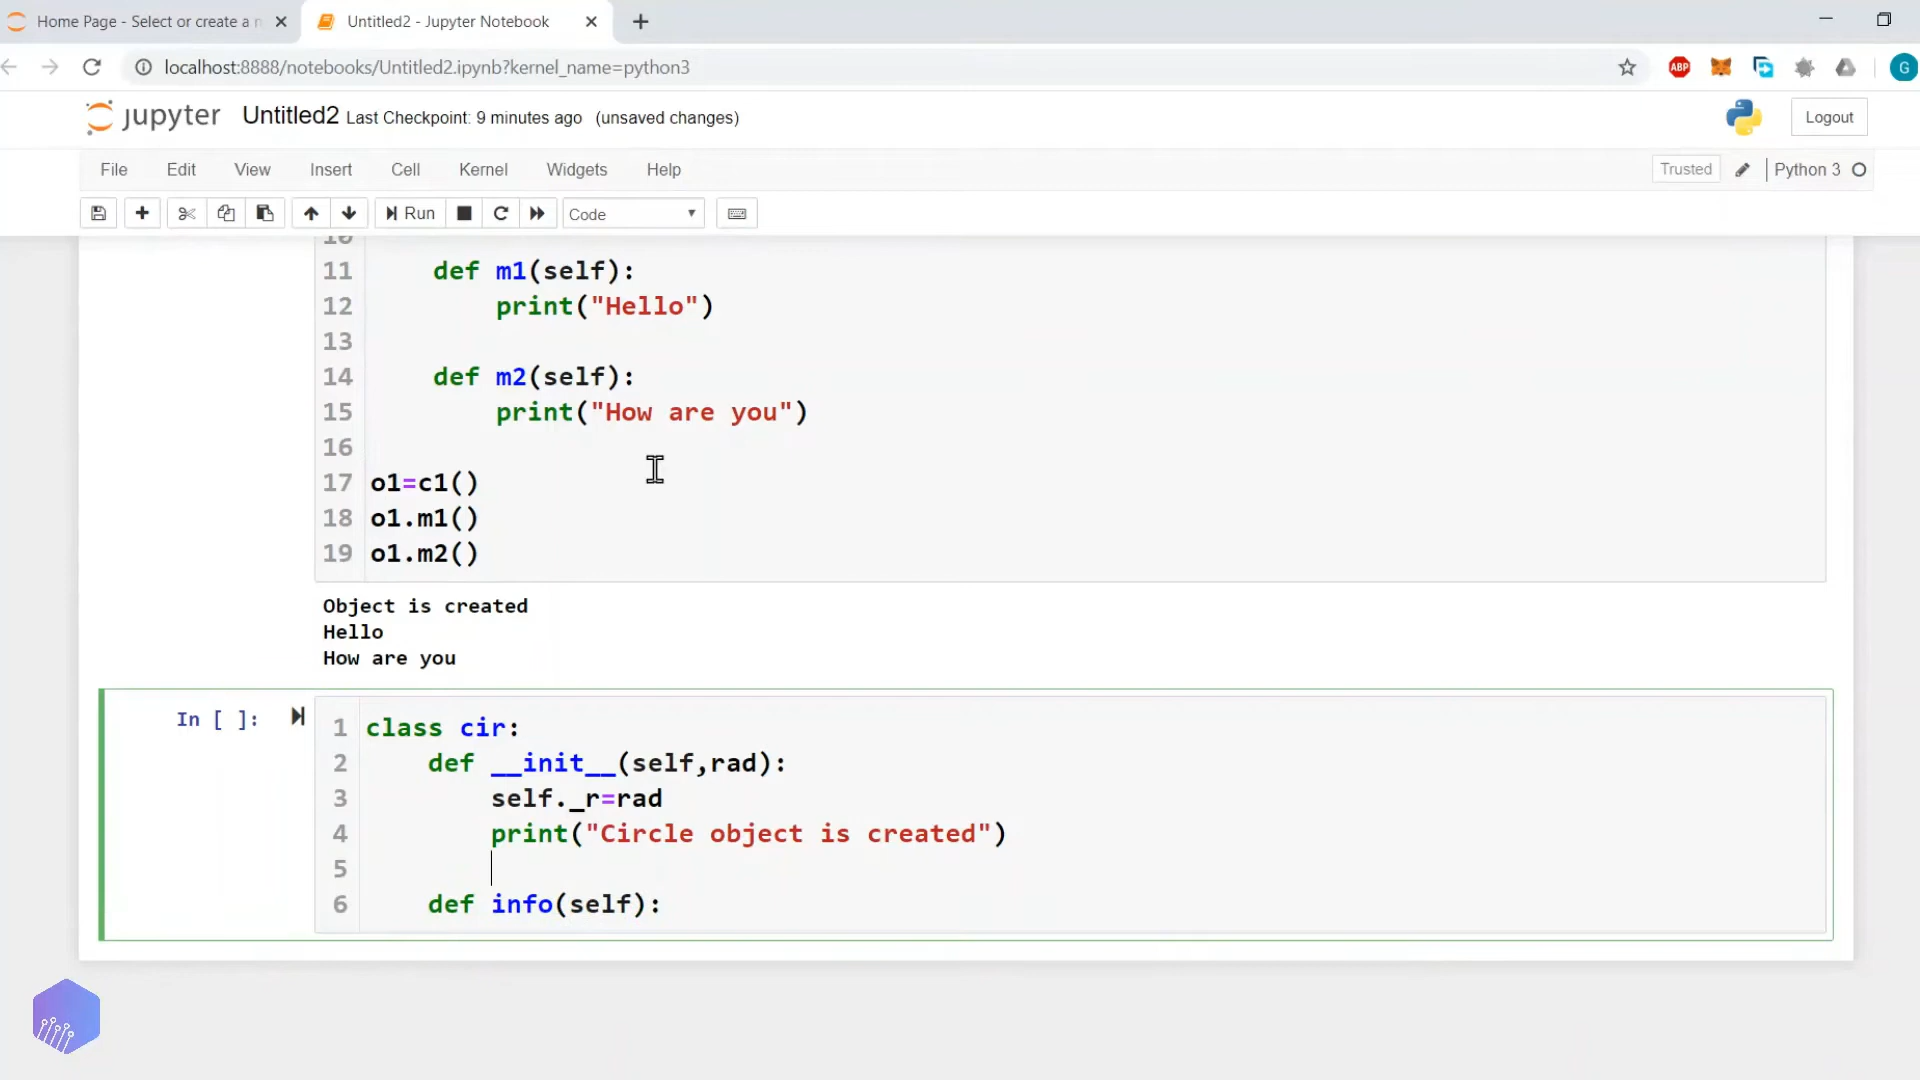 Home Page - Select or create a n
Untitled2 - Jupyter Notebook
localhost:8888/notebooks/Untitled2.ipynb?kernel_name=python3
ABP
G
jupyter Untitled2 Last Checkpoint: 9 minutes ago (unsaved changes)
Logout
File Edit View Insert Cell Kernel Widgets Help
Trusted
Python 3
Run
Code
10
11 def m1(self):
12 print("Hello")
13
14 def m2(self):
15 print("How are you")
16
17 o1=c1()
18 o1.m1()
19 o1.m2()
Object is created
Hello
How are you
In [ ]:
1 class cir:
2 def __init__(self,rad):
3 self._r=rad
4 print("Circle object is created")
5
6 def info(self):